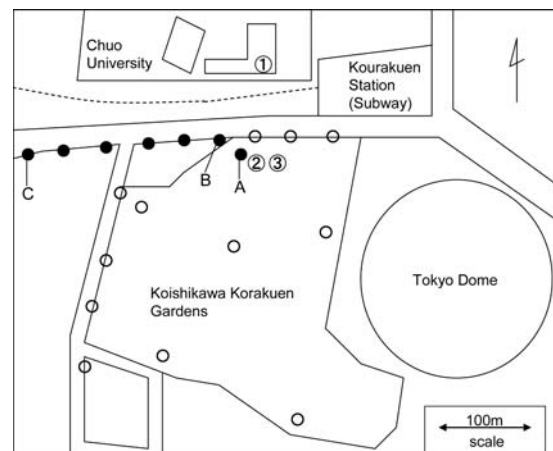 Chuo
University
①
Kourakuen
Station
(Subway)
② ③
B
A
C
Koishikawa Korakuen
Gardens
Tokyo Dome
100m
scale